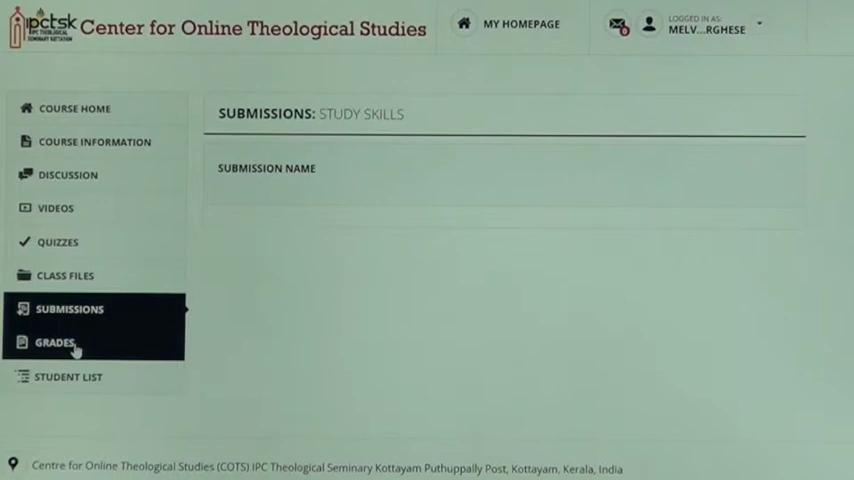 ipctsk
IPC THEOLOGICAL
SEMINARY KOTTAYAM
Center for Online Theological Studies
MY HOMEPAGE
LOGGED IN AS:
MELV...RGHESE
COURSE HOME
COURSE INFORMATION
DISCUSSION
VIDEOS
QUIZZES
CLASS FILES
SUBMISSIONS
GRADES
STUDENT LIST
SUBMISSIONS: STUDY SKILLS
SUBMISSION NAME
Centre for Online Theological Studies (COTS) IPC Theological Seminary Kottayam Puthuppally Post, Kottayam, Kerala, India